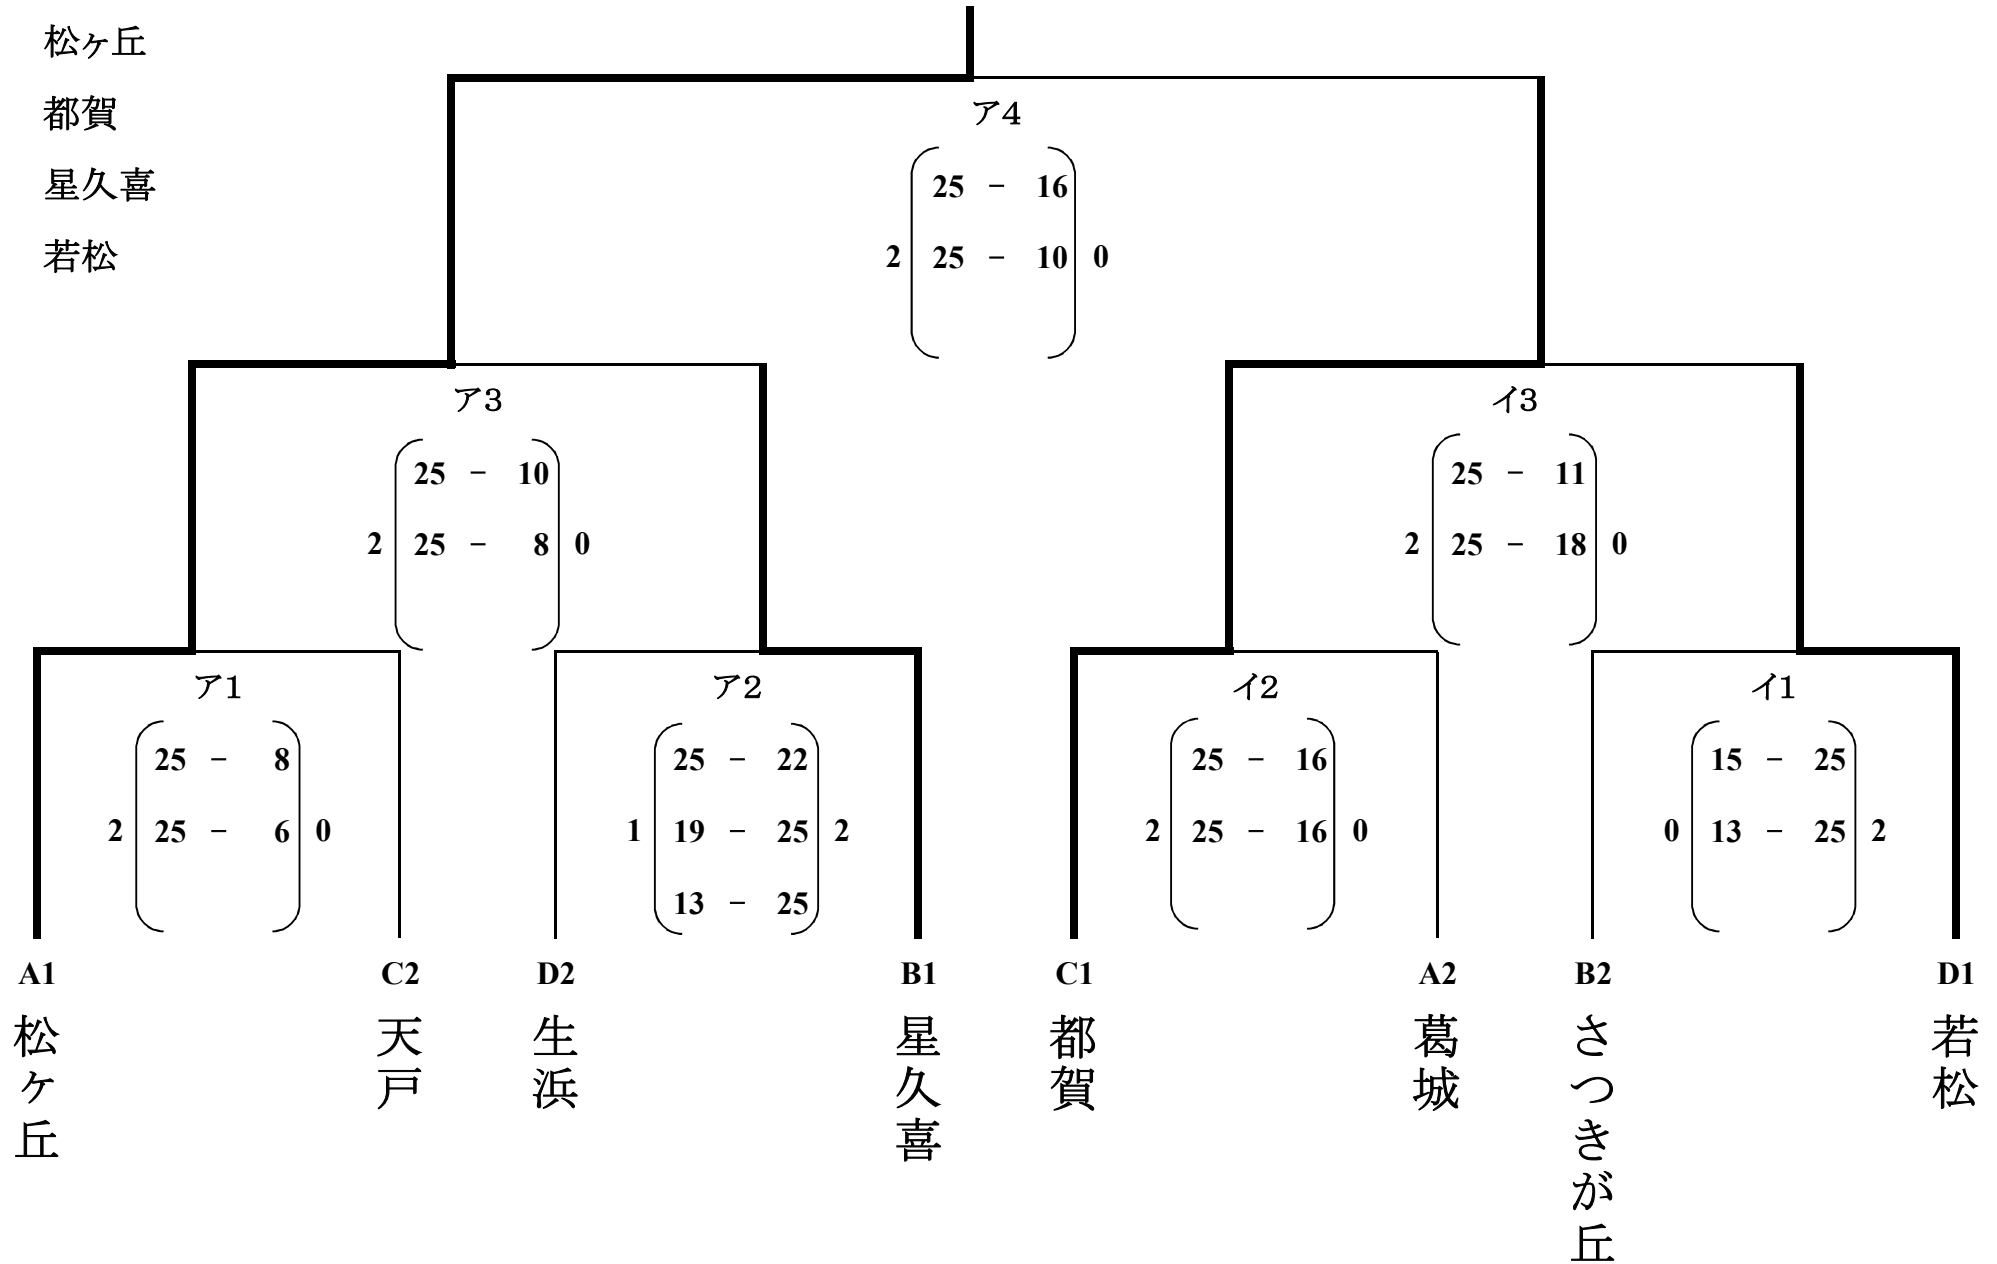 松ヶ丘
都賀
星久喜
若松
ア4
25 － 16
2 25 － 10 0
ア3
25 － 10
2 25 － 8 0
イ3
25 － 11
2 25 － 18 0
ア1
25 － 8
2 25 － 6 0
ア2
25 － 22
1 19 － 25 2
13 － 25
イ2
25 － 16
2 25 － 16 0
イ1
15 － 25
0 13 － 25 2
A1
C2
D2
B1
C1
A2
B2
D1
松ヶ丘
天戸
生浜
星久喜
都賀
葛城
さつきが丘
若松